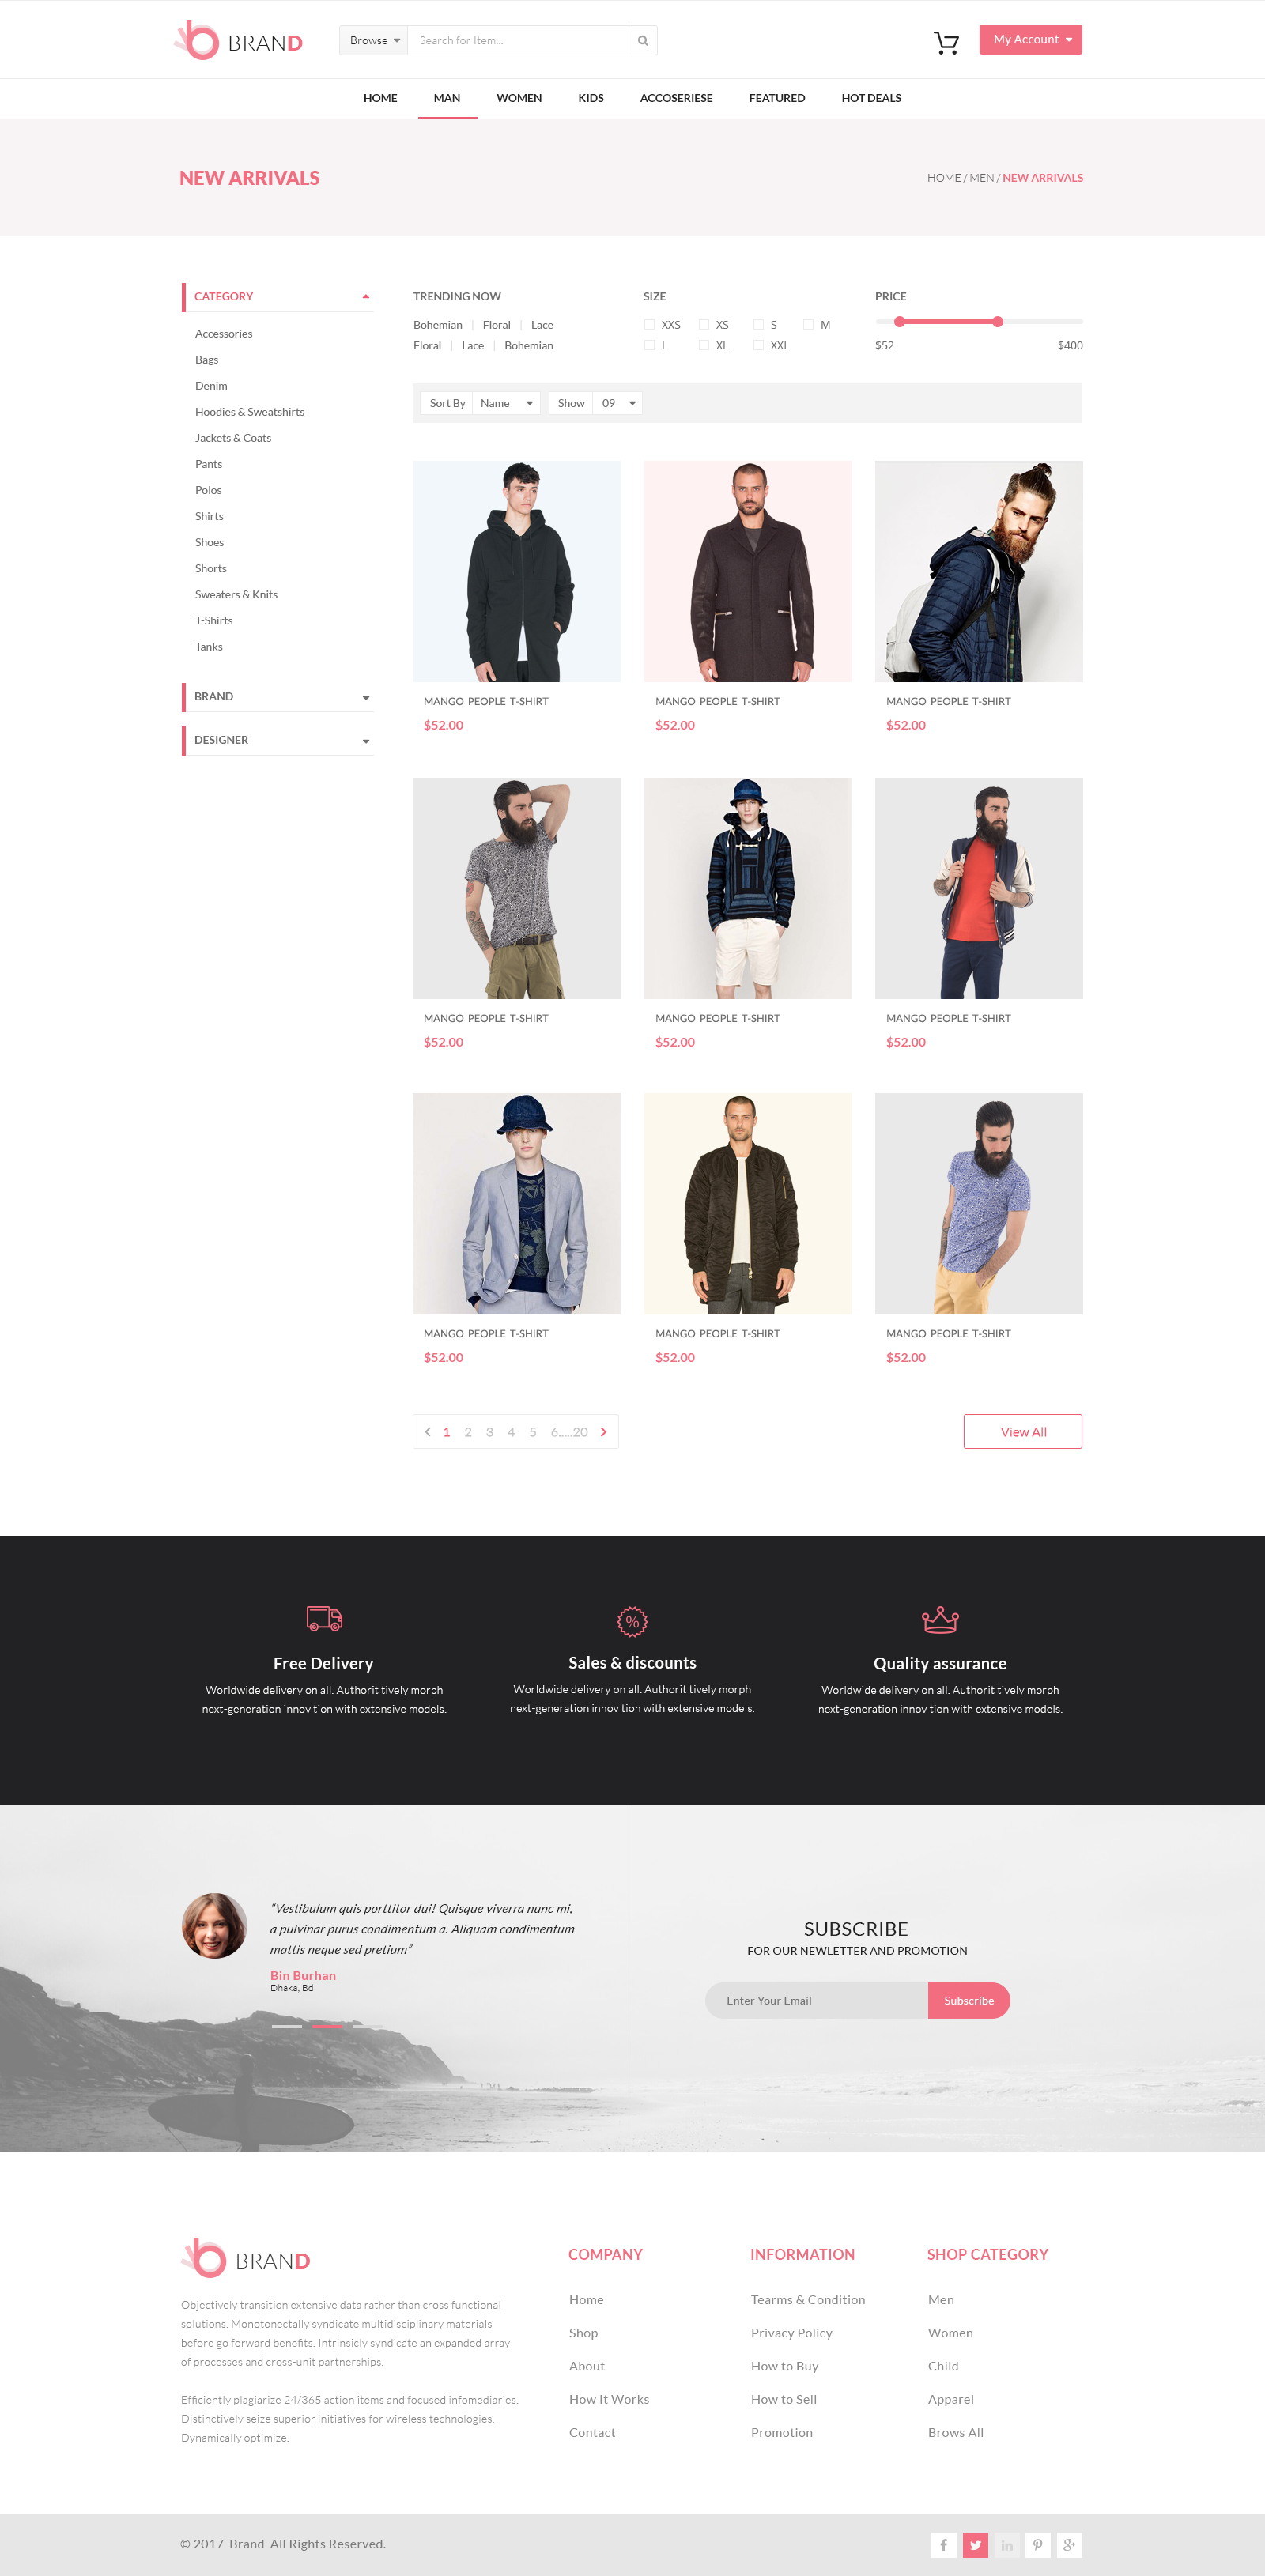 BRAND
Browse
Search for Item...
My Account
HOME MAN WOMEN KIDS ACCOSERIESE FEATURED HOT DEALS
NEW ARRIVALS
HOME / MEN / NEW ARRIVALS
CATEGORY
Accessories
Bags
Denim
Hoodies & Sweatshirts
Jackets & Coats
Pants
Polos
Shirts
Shoes
Shorts
Sweaters & Knits
T-Shirts
Tanks
BRAND
DESIGNER
TRENDING NOW
Bohemian | Floral | Lace
Floral | Lace | Bohemian
SIZE
XXS XS S M
L XL XXL
PRICE
$52 $400
Sort By Name Show 09
MANGO PEOPLE T-SHIRT
$52.00
MANGO PEOPLE T-SHIRT
$52.00
MANGO PEOPLE T-SHIRT
$52.00
MANGO PEOPLE T-SHIRT
$52.00
MANGO PEOPLE T-SHIRT
$52.00
MANGO PEOPLE T-SHIRT
$52.00
MANGO PEOPLE T-SHIRT
$52.00
MANGO PEOPLE T-SHIRT
$52.00
MANGO PEOPLE T-SHIRT
$52.00
1 2 3 4 5 6.....20
View All
Free Delivery
Worldwide delivery on all. Authorit tively morph
next-generation innov tion with extensive models.
%
Sales & discounts
Worldwide delivery on all. Authorit tively morph
next-generation innov tion with extensive models.
Quality assurance
Worldwide delivery on all. Authorit tively morph
next-generation innov tion with extensive models.
“Vestibulum quis porttitor dui! Quisque viverra nunc mi,
a pulvinar purus condimentum a. Aliquam condimentum
mattis neque sed pretium”
Bin Burhan
Dhaka, Bd
SUBSCRIBE
FOR OUR NEWLETTER AND PROMOTION
Enter Your Email
Subscribe
BRAND
Objectively transition extensive data rather than cross functional
solutions. Monotonectally syndicate multidisciplinary materials
before go forward benefits. Intrinsicly syndicate an expanded array
of processes and cross-unit partnerships.
Efficiently plagiarize 24/365 action items and focused infomediaries.
Distinctively seize superior initiatives for wireless technologies.
Dynamically optimize.
COMPANY
Home
Shop
About
How It Works
Contact
INFORMATION
Tearms & Condition
Privacy Policy
How to Buy
How to Sell
Promotion
SHOP CATEGORY
Men
Women
Child
Apparel
Brows All
© 2017 Brand All Rights Reserved.